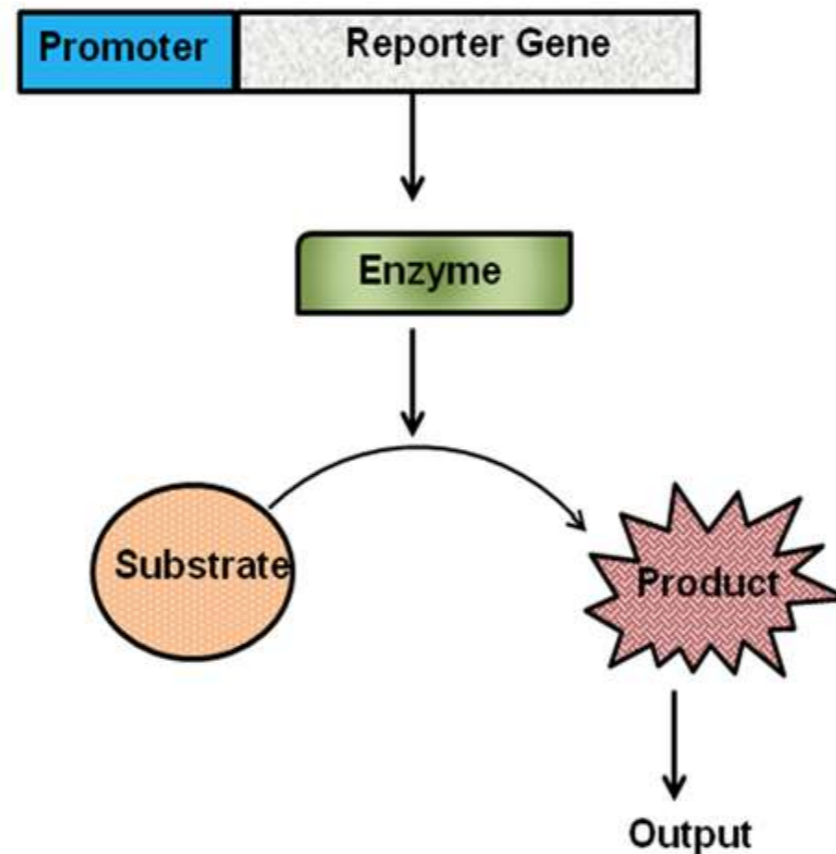 Promoter
Reporter Gene
Enzyme
Substrate
Product
Output